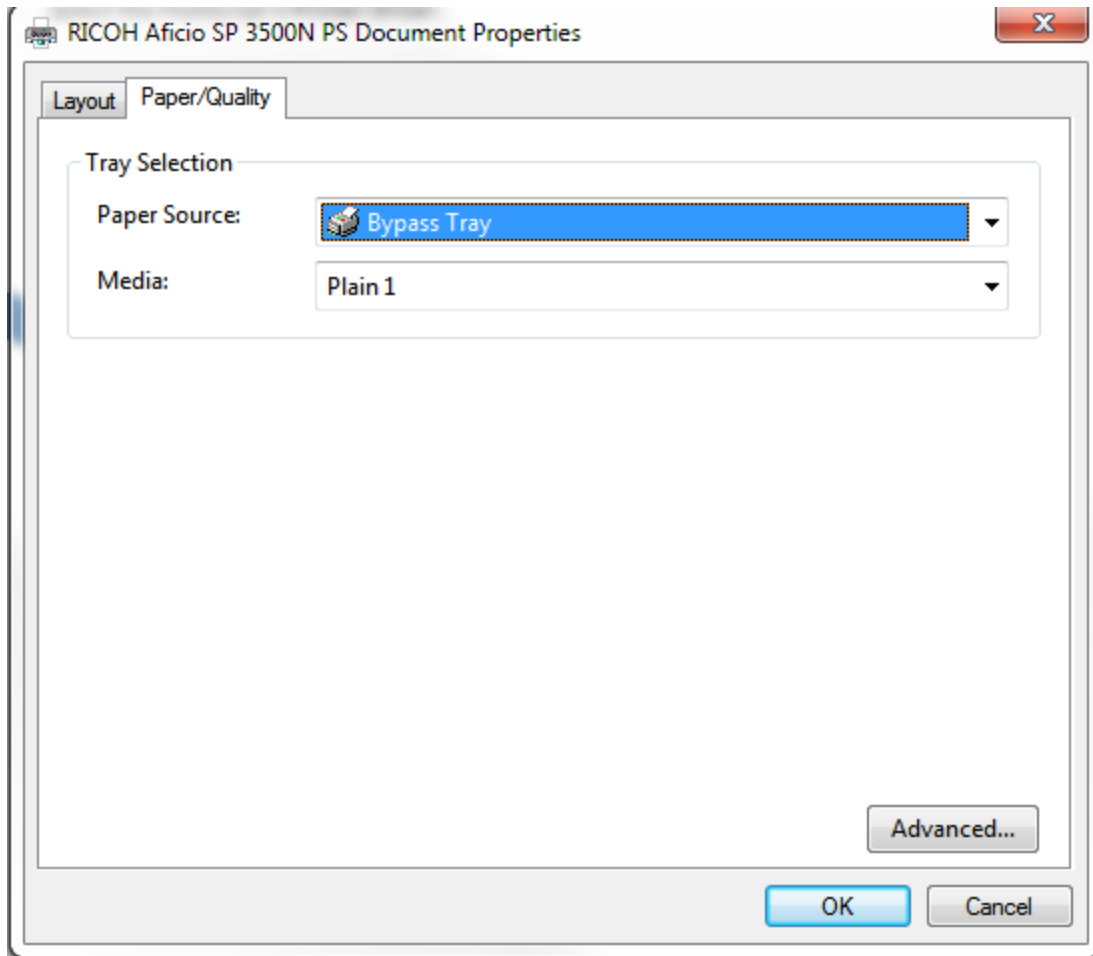 RICOH Aficio SP 3500N PS Document Properties
X
Layout Paper/Quality
Tray Selection
Paper Source: Bypass Tray
Media: Plain 1
Advanced...
OK Cancel